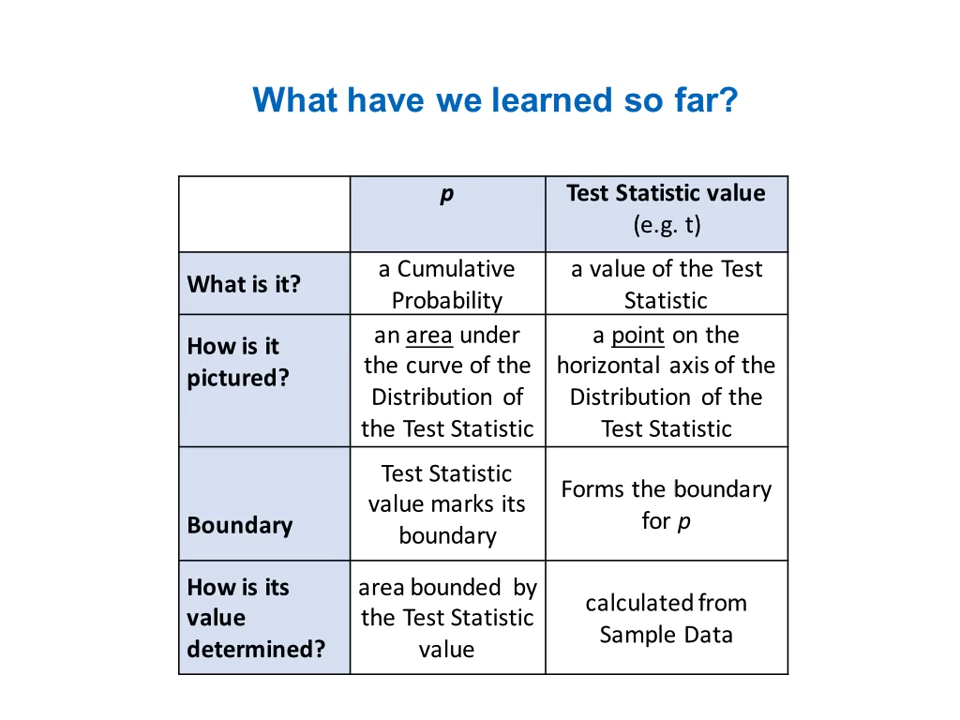 What have we learned so far?
p
Test Statistic value
(e.g. t)
What is it?
a Cumulative
Probability
a value of the Test
Statistic
How is it
pictured?
an area under
the curve of the
Distribution of
the Test Statistic
a point on the
horizontal axis of the
Distribution of the
Test Statistic
Boundary
Test Statistic
value marks its
boundary
Forms the boundary
for p
How is its
value
determined?
area bounded by
the Test Statistic
value
calculated from
Sample Data